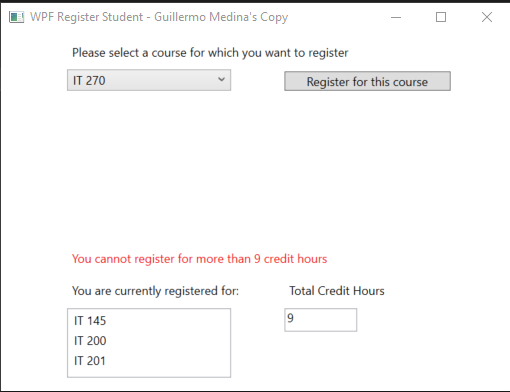 WPF Register Student - Guillermo Medina's Copy
Please select a course for which you want to register
IT 270
Register for this course
You cannot register for more than 9 credit hours
You are currently registered for:
Total Credit Hours
IT 145
9
IT 200
IT 201